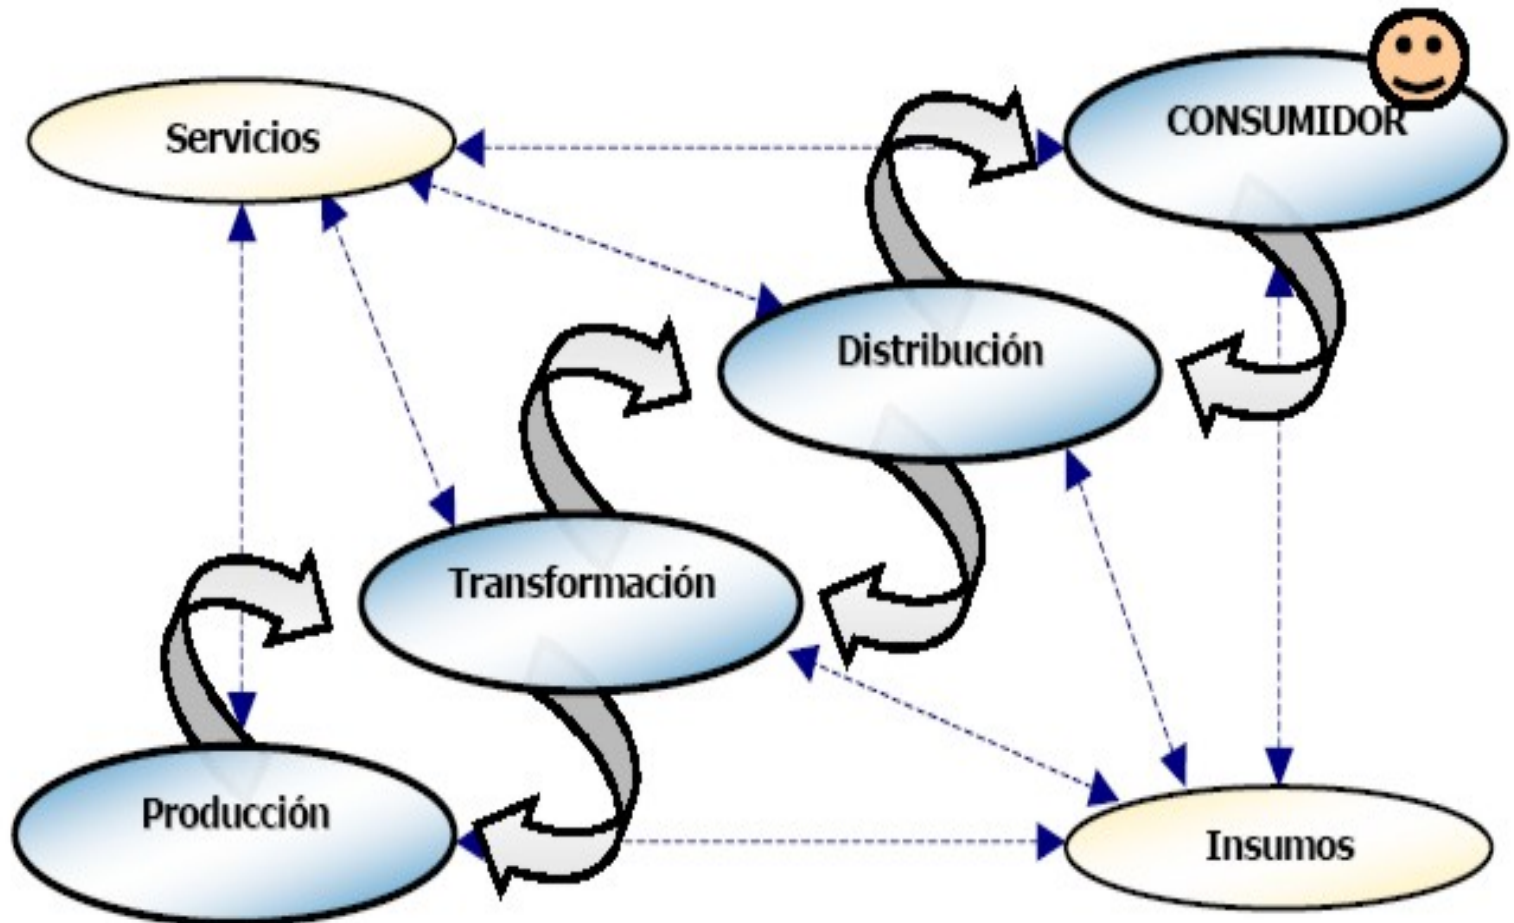 Servicios
CONSUMIDOR
Distribución
Transformación
Producción
Insumos